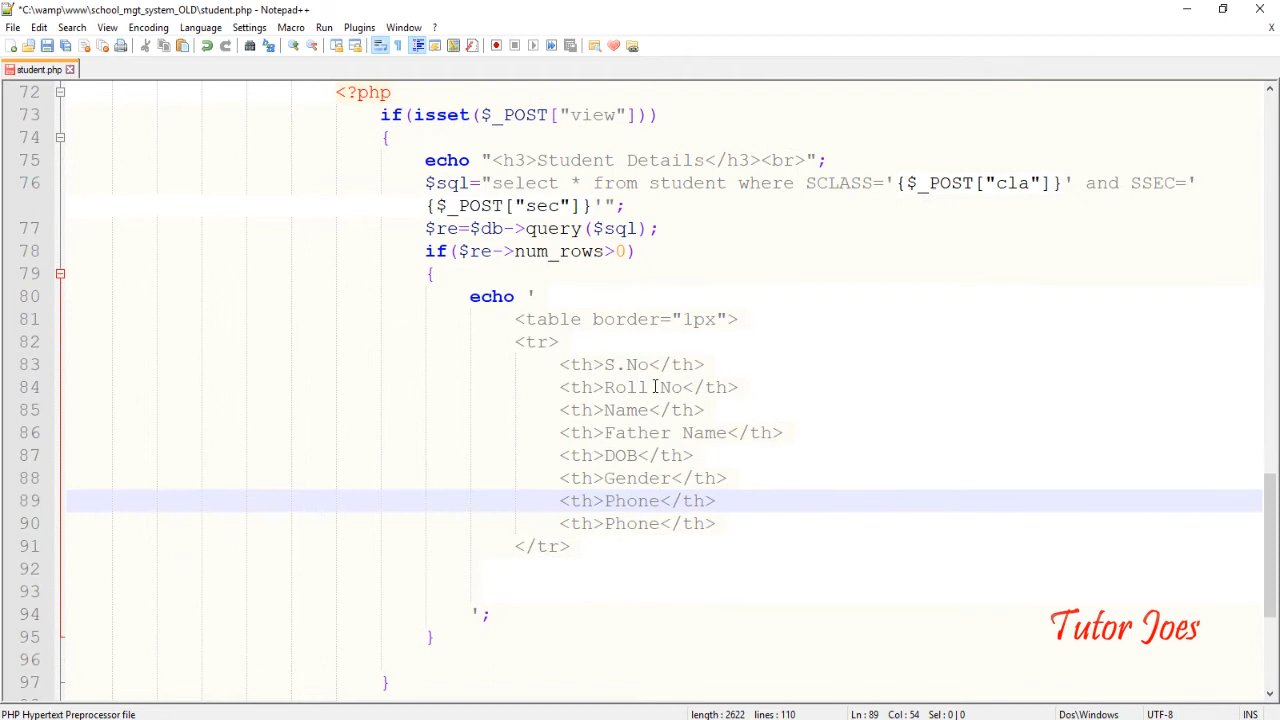 *C:\wamp\www\school_mgt_system_OLD\student.php - Notepad++
File Edit Search View Encoding Language Settings Macro Run Plugins Window ?
student.php
72 <?php
73 if(isset($_POST["view"]))
74 {
75 echo "<h3>Student Details</h3><br>";
76 $sql="select * from student where SCLASS='{$_POST["cla"]}' and SSEC='
{$_POST["sec"]}'";
77 $re=$db->query($sql);
78 if($re->num_rows>0)
79 {
80 echo '
81 <table border="1px">
82 <tr>
83 <th>S.No</th>
84 <th>Roll No</th>
85 <th>Name</th>
86 <th>Father Name</th>
87 <th>DOB</th>
88 <th>Gender</th>
89 <th>Phone</th>
90 <th>Phone</th>
91 </tr>
92
93
94 ';
95 }
96
97 }
Tutor Joes
PHP Hypertext Preprocessor file length : 2622 lines : 110 Ln : 89 Col : 54 Sel : 0 | 0 Dos\Windows UTF-8 INS